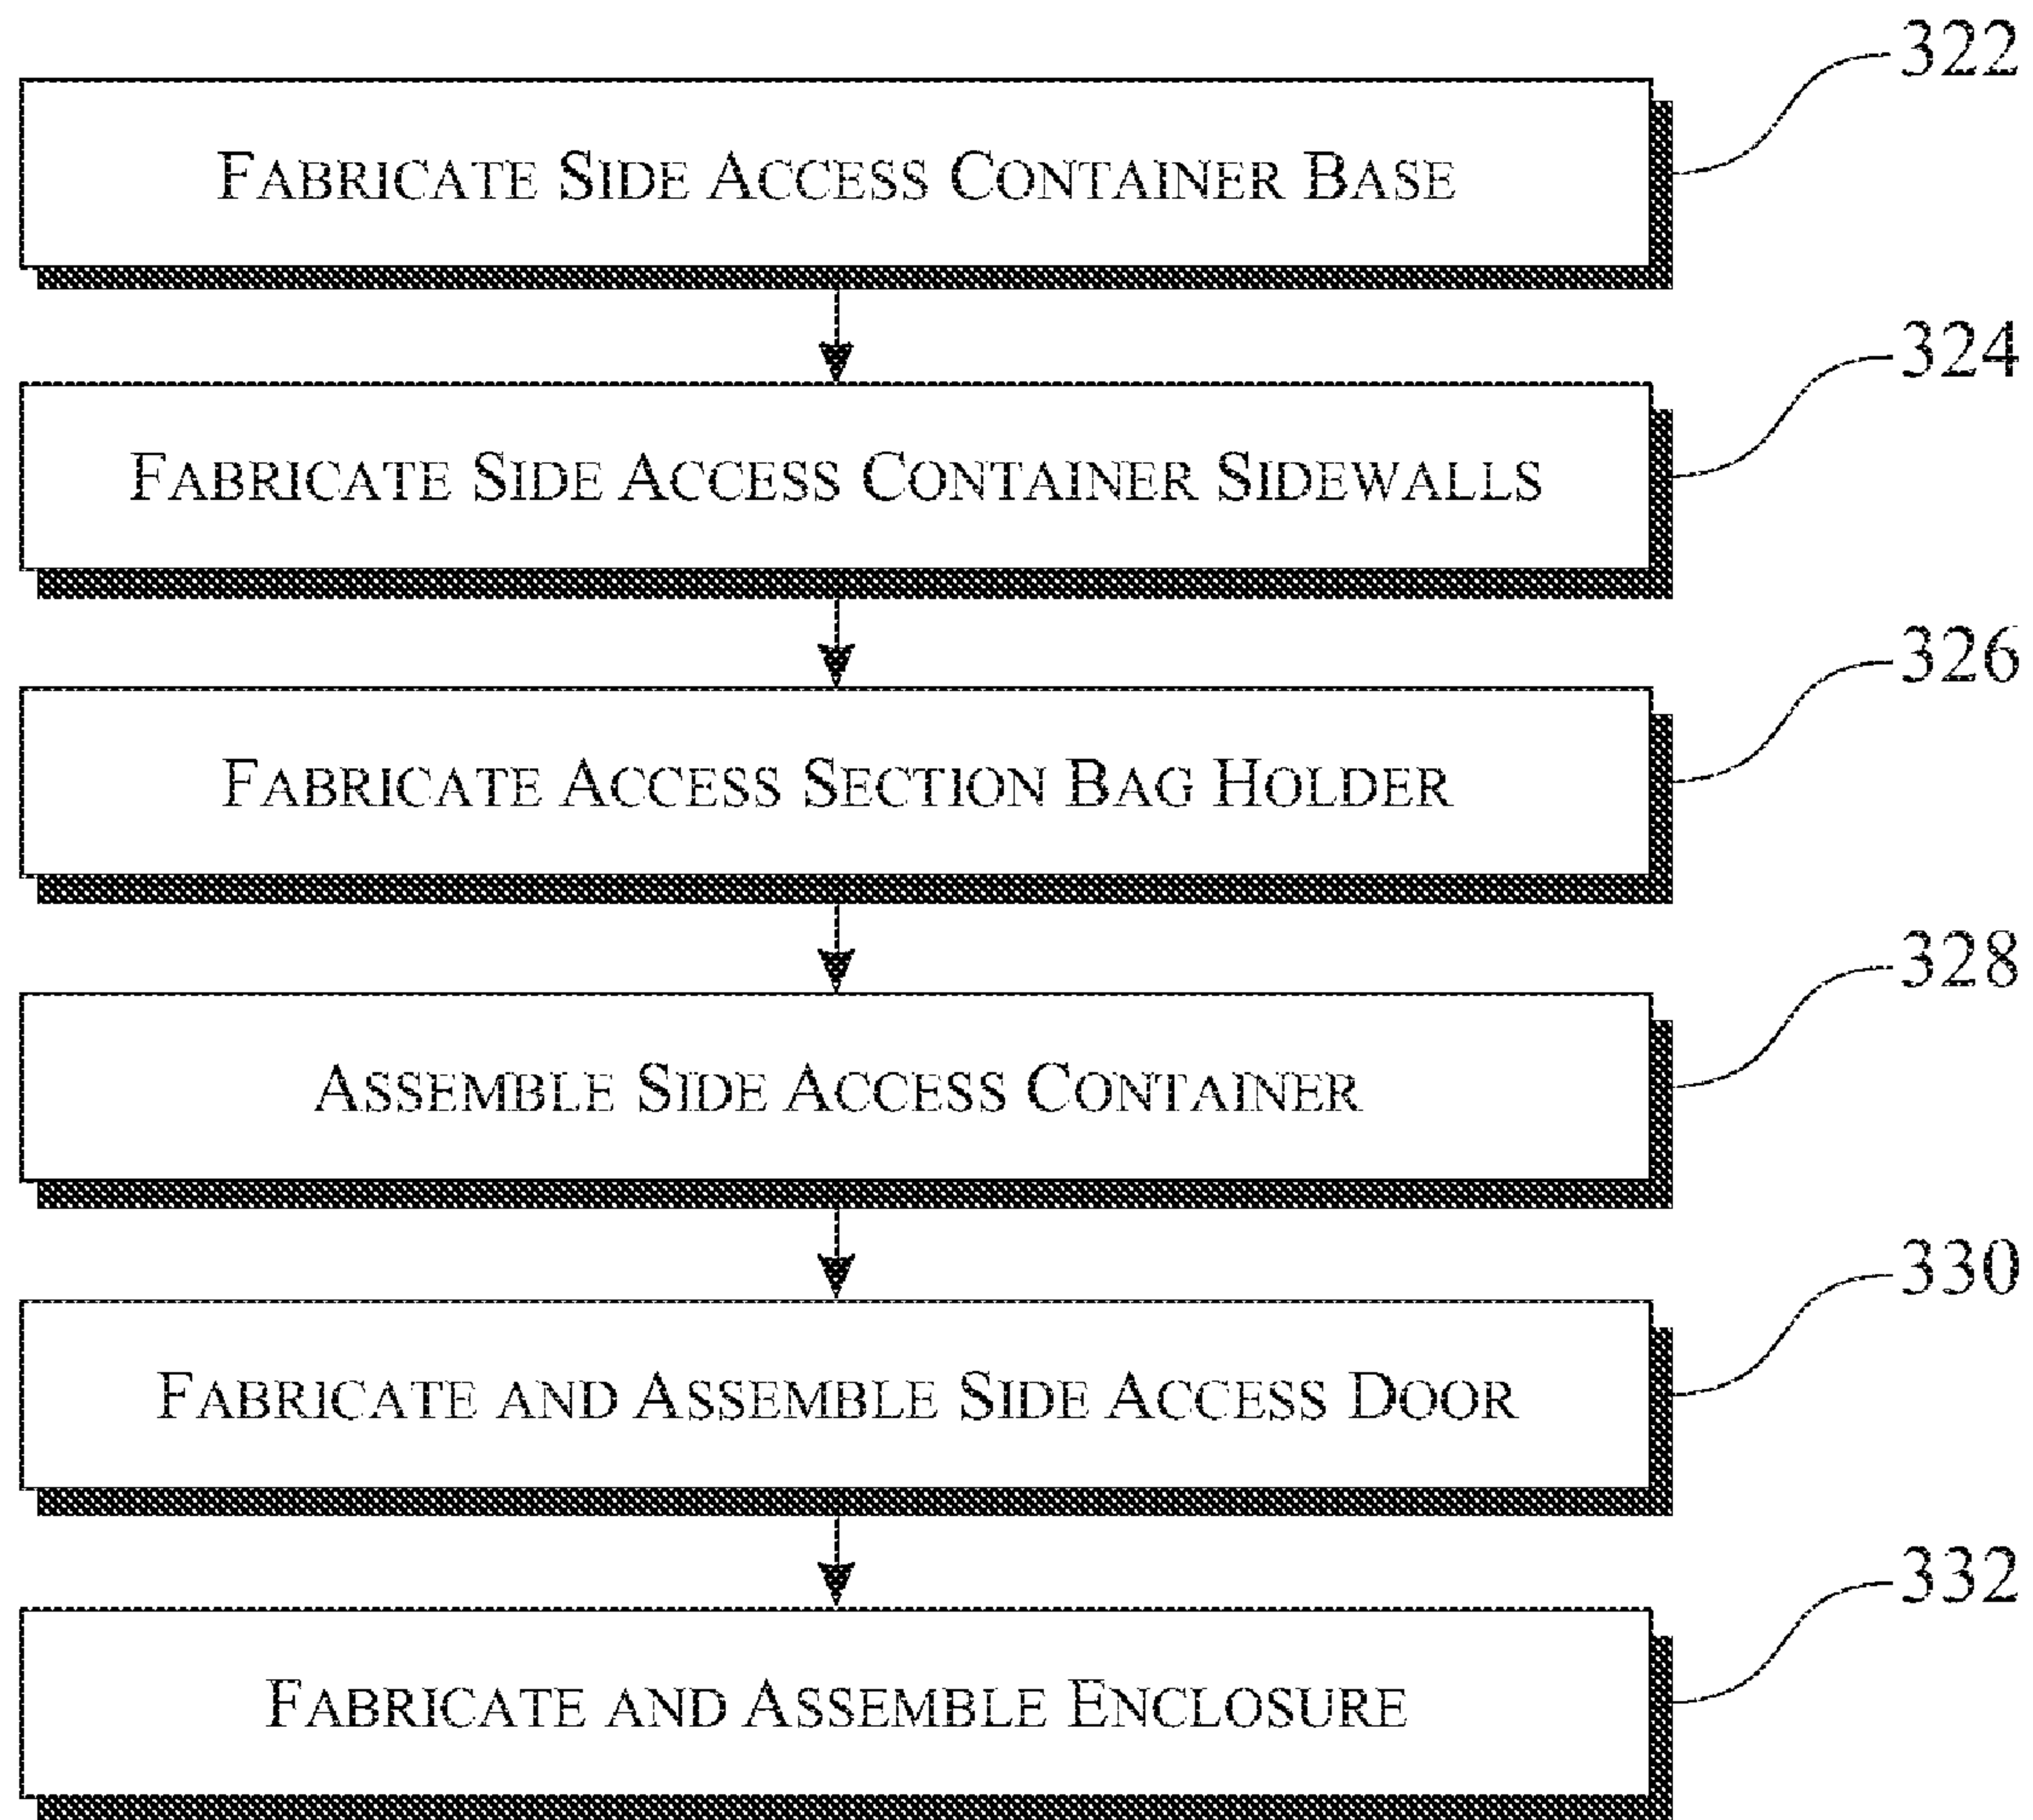 322
FABRICATE SIDE ACCESS CONTAINER BASE
324
FABRICATE SIDE ACCESS CONTAINER SIDEWALLS
326
FABRICATE ACCESS SECTION BAG HOLDER
328
ASSEMBLE SIDE ACCESS CONTAINER
330
FABRICATE AND ASSEMBLE SIDE ACCESS DOOR
332
FABRICATE AND ASSEMBLE ENCLOSURE